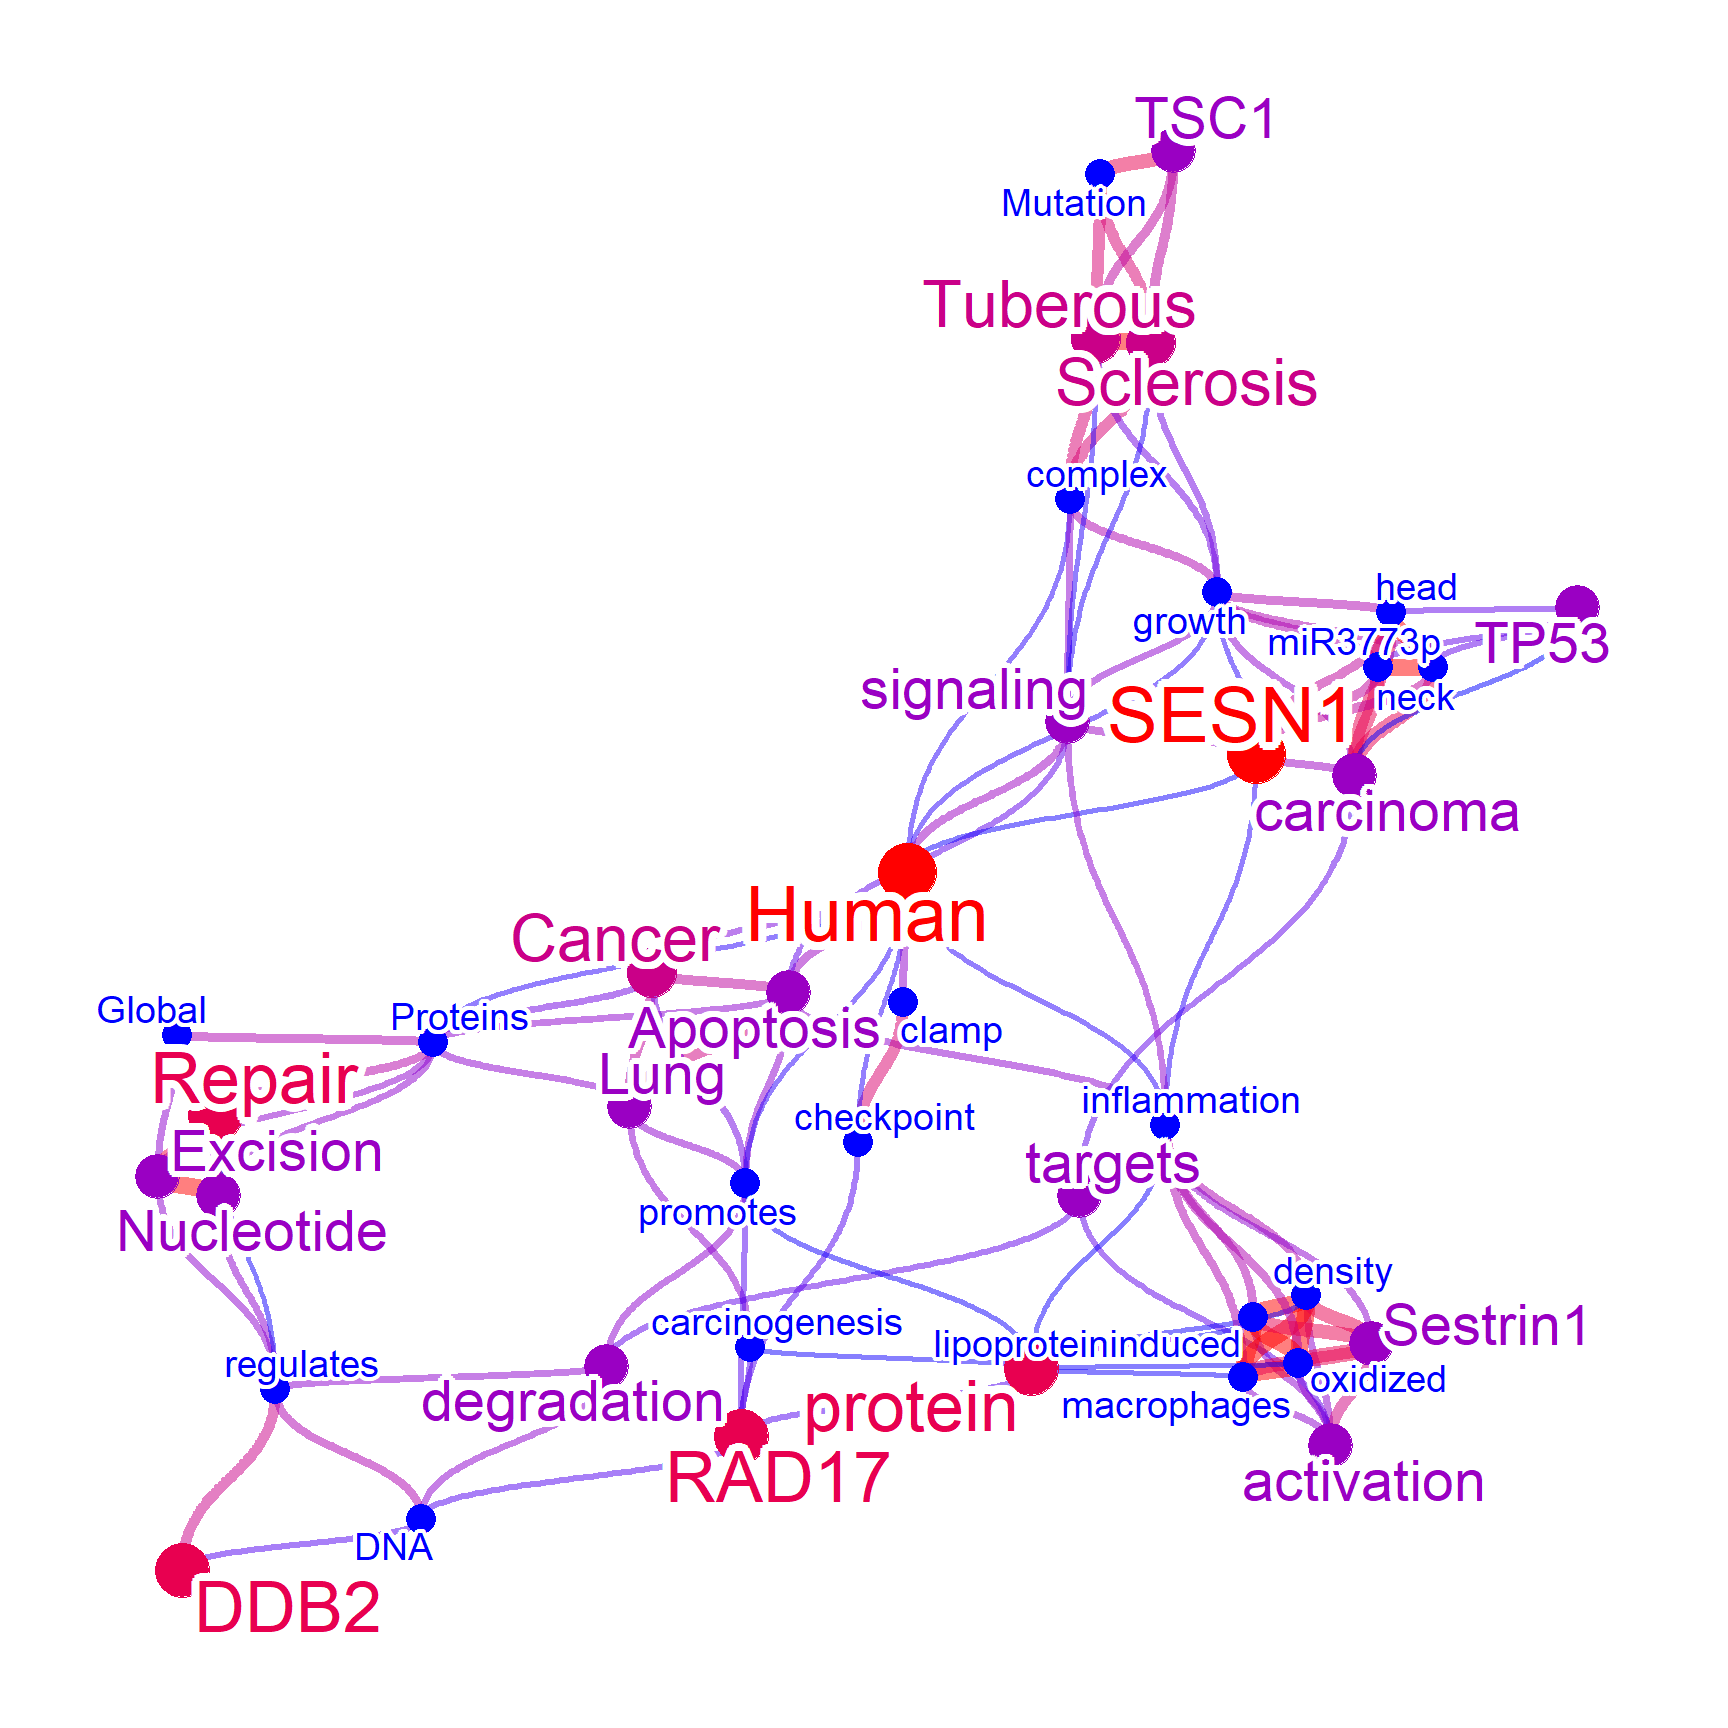 TSC1
Mutation
Tuberous
Sclerosis
complex
head
growth
miR3773p
TP53
signaling
SESN1
neck
carcinoma
Human
Cancer
Global
Proteins
Apoptosis
clamp
Repair
Lung
inflammation
checkpoint
Excision
targets
promotes
Nucleotide
density
carcinogenesis
Sestrin1
lipoproteininduced
regulates
oxidized
degradation
protein
macrophages
RAD17
activation
DNA
DDB2